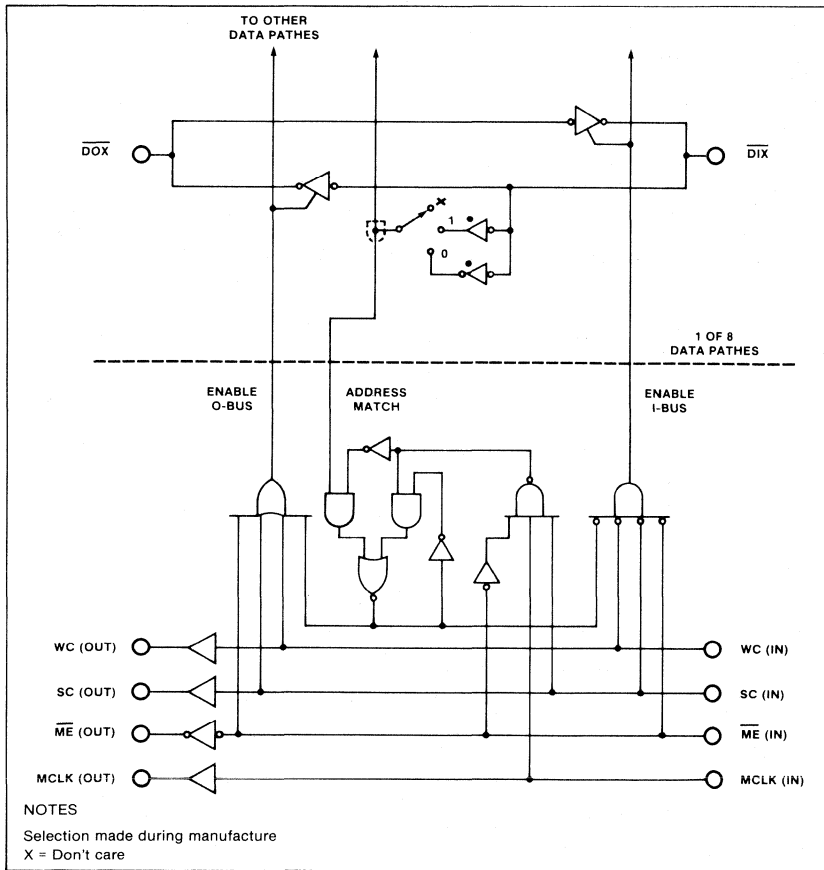 TO OTHER
DATA PATHES
DOX
DIX
X
1
0
1 OF 8
DATA PATHES
ENABLE
O-BUS
ADDRESS
MATCH
ENABLE
I-BUS
WC (OUT)
WC (IN)
SC (OUT)
SC (IN)
ME (OUT)
ME (IN)
MCLK (OUT)
MCLK (IN)
NOTES
Selection made during manufacture
X = Don't care